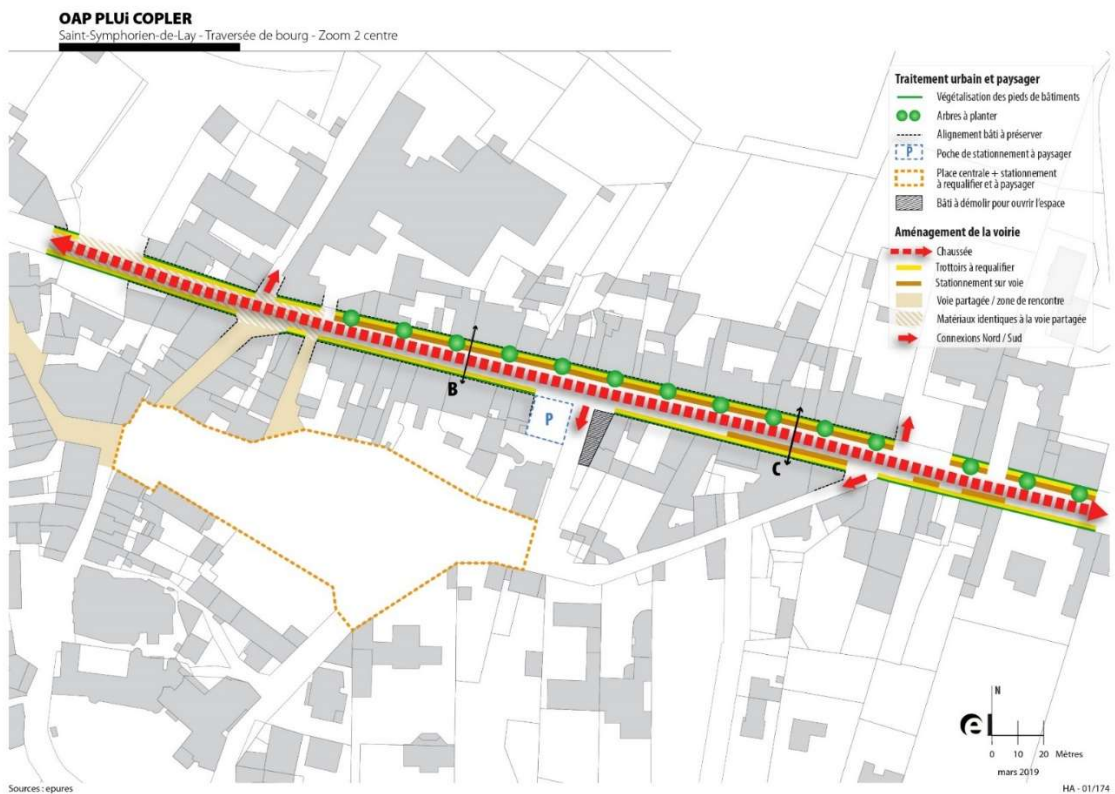 OAP PLUi COPLER
Saint-Symphorien-de-Lay - Traversée de bourg - Zoom 2 centre
Traitement urbain et paysager
Végétalisation des pieds de bâtiments
Arbres à planter
Alignement bâti à préserver
P
Poche de stationnement à paysager
Place centrale + stationnement
à requalifier et à paysager
Bâti à démolir pour ouvrir l'espace
Aménagement de la voirie
Chaussée
Trottoirs à requalifier
Stationnement sur voie
Voie partagée / zone de rencontre
Matériaux identiques à la voie partagée
Connexions Nord / Sud
B
P
C
N
e
0 10 20 Mètres
mars 2019
Sources : epures
HA - 01/174